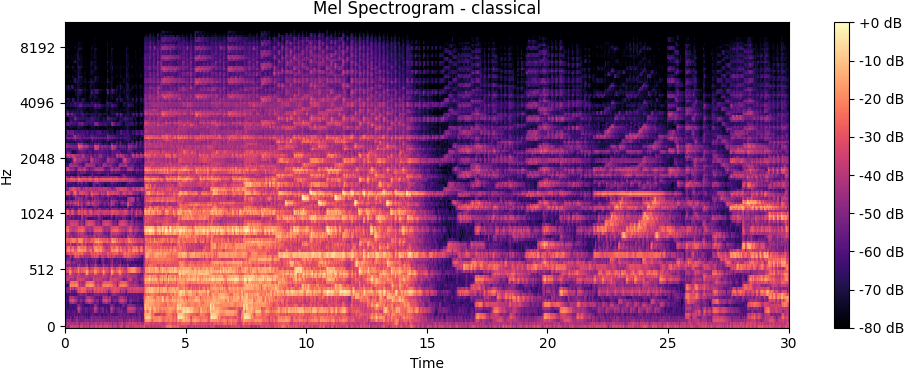 Mel Spectrogram - classical
Hz
8192
4096
2048
1024
512
0
0 5 10 15 20 25 30
Time
+0 dB
-10 dB
-20 dB
-30 dB
-40 dB
-50 dB
-60 dB
-70 dB
-80 dB